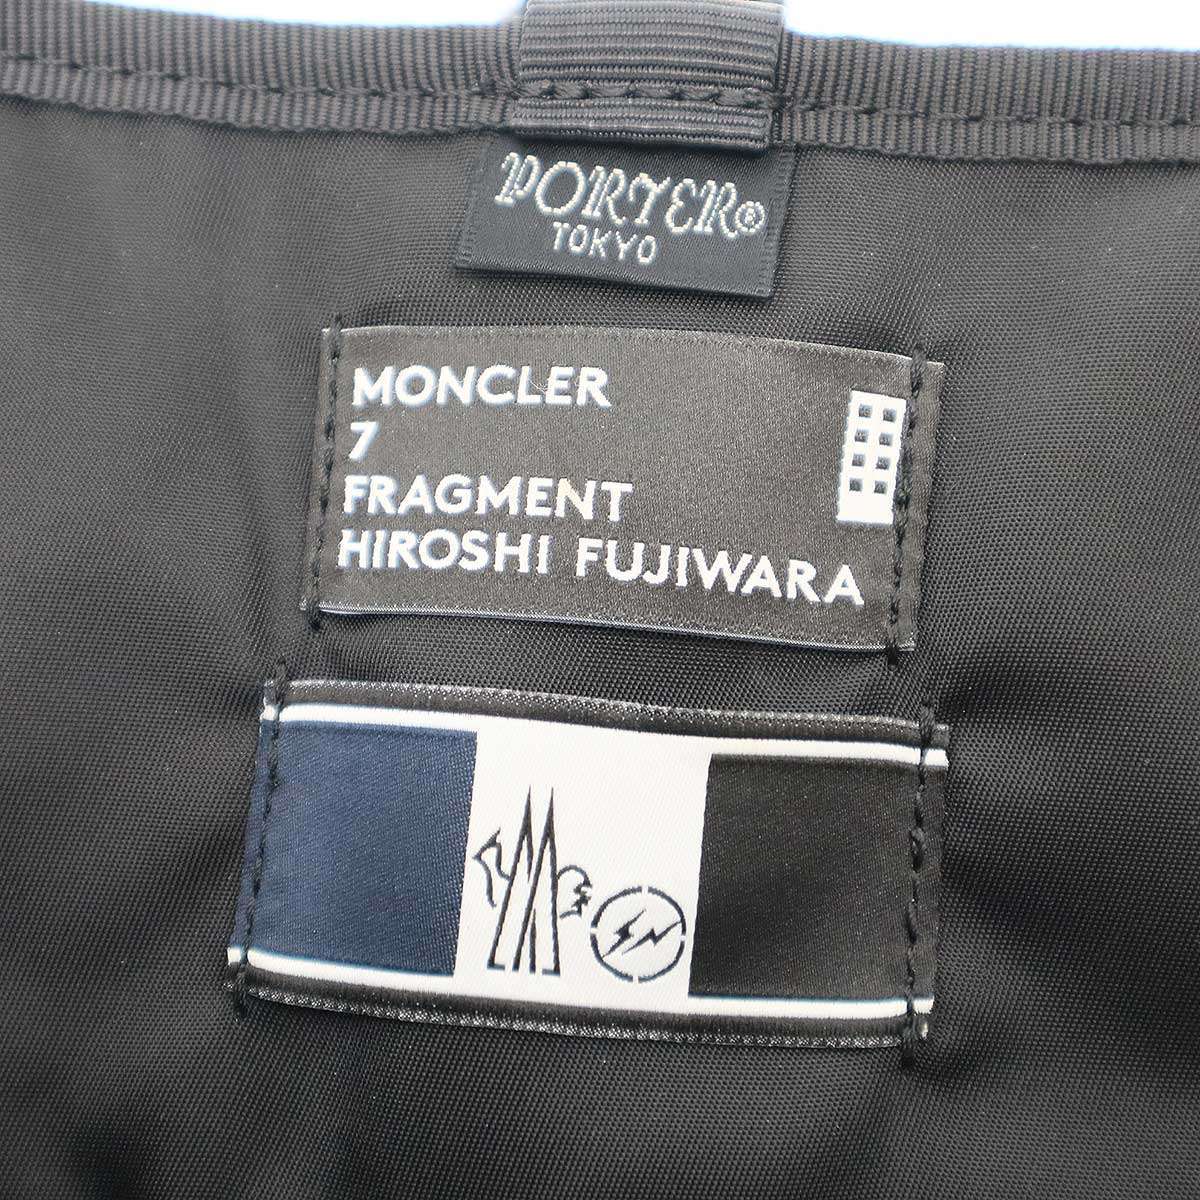 PORTER®
TOKYO
MONCLER
7
FRAGMENT
HIROSHI FUJIWARA